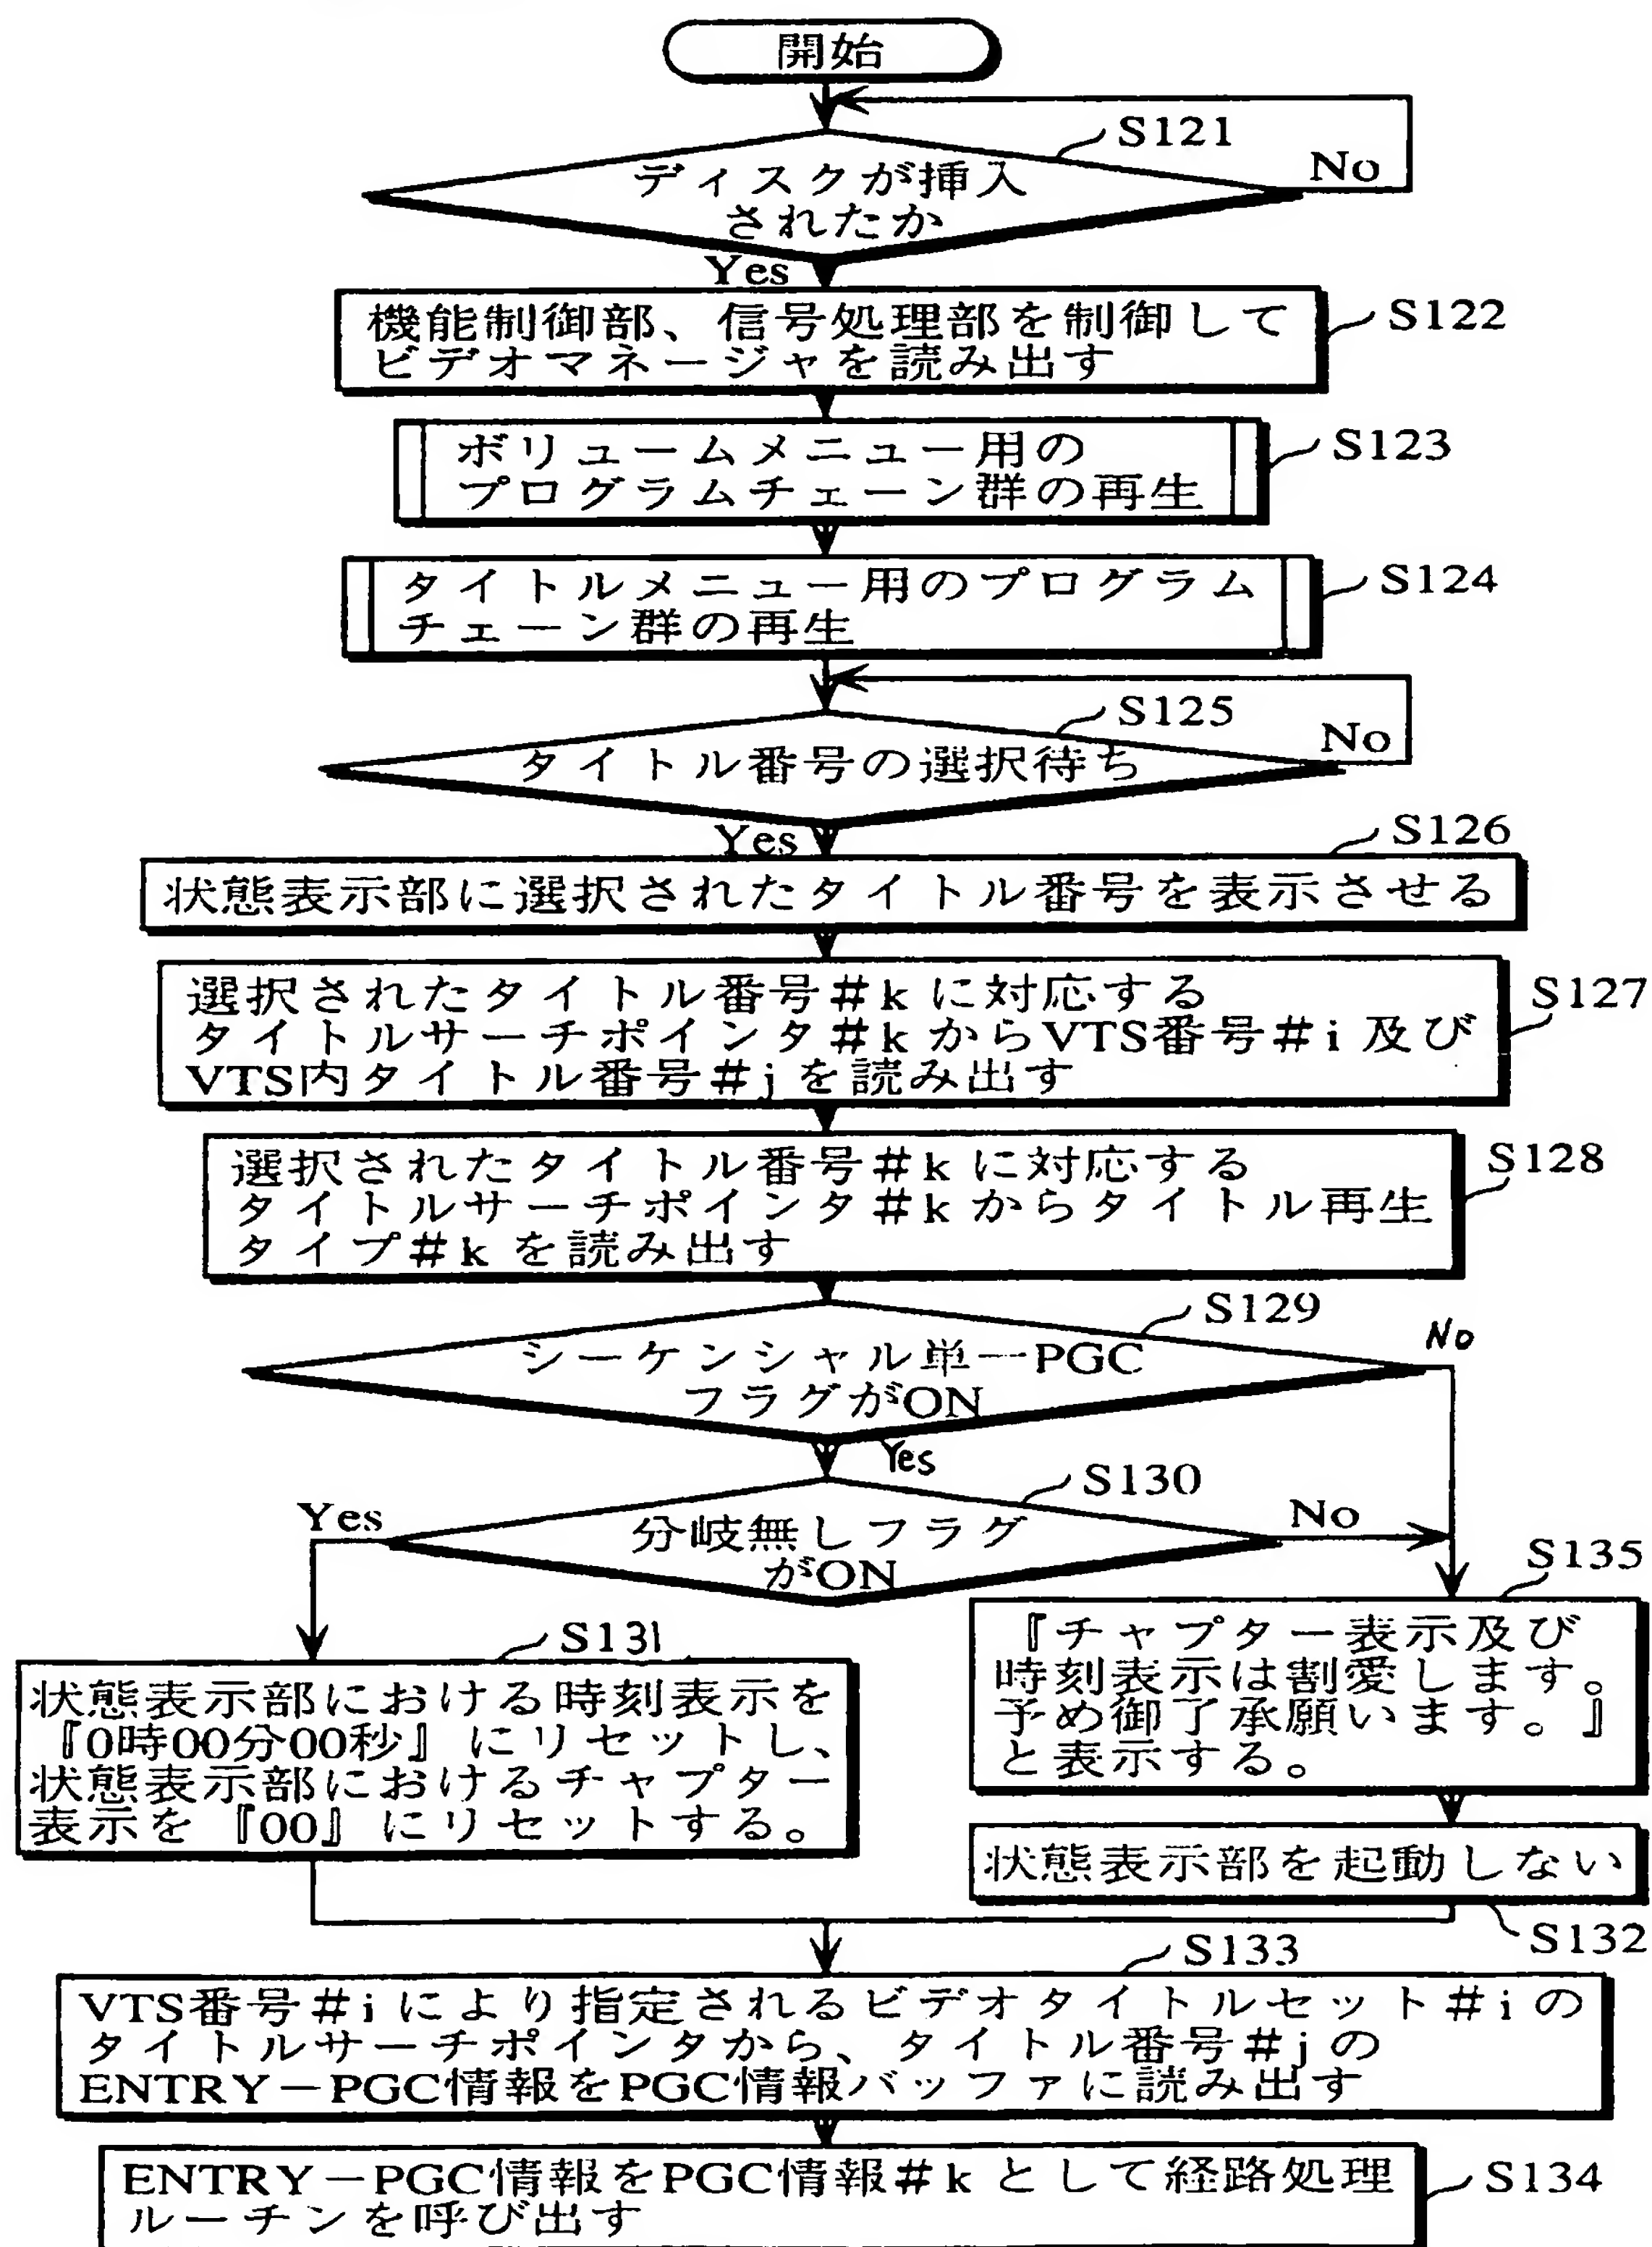 開始
S121
ディスクが挿入
されたか
No
Yes
機能制御部、信号処理部を制御して
ビデオマネージャを読み出す
S122
ボリュームメニュー用の
プログラムチェーン群の再生
S123
タイトルメニュー用のプログラム
チェーン群の再生
S124
S125
タイトル番号の選択待ち
No
Yes
S126
状態表示部に選択されたタイトル番号を表示させる
選択されたタイトル番号#kに対応する
タイトルサーチポインタ#kからVTS番号#i及び
VTS内タイトル番号#jを読み出す
S127
選択されたタイトル番号#kに対応する
タイトルサーチポインタ#kからタイトル再生
タイプ#kを読み出す
S128
S129
シーケンシャル単一PGC
フラグがON
No
Yes
S130
分岐無しフラグ
がON
Yes
No
S135
『チャプター表示及び
時刻表示は割愛します。
予め御了承願います。』
と表示する。
S131
状態表示部における時刻表示を
『0時00分00秒』にリセットし、
状態表示部におけるチャプター
表示を『00』にリセットする。
状態表示部を起動しない
S132
S133
VTS番号#iにより指定されるビデオタイトルセット#iの
タイトルサーチポインタから、タイトル番号#jの
ENTRY－PGC情報をPGC情報バッファに読み出す
ENTRY－PGC情報をPGC情報#kとして経路処理
ルーチンを呼び出す
S134